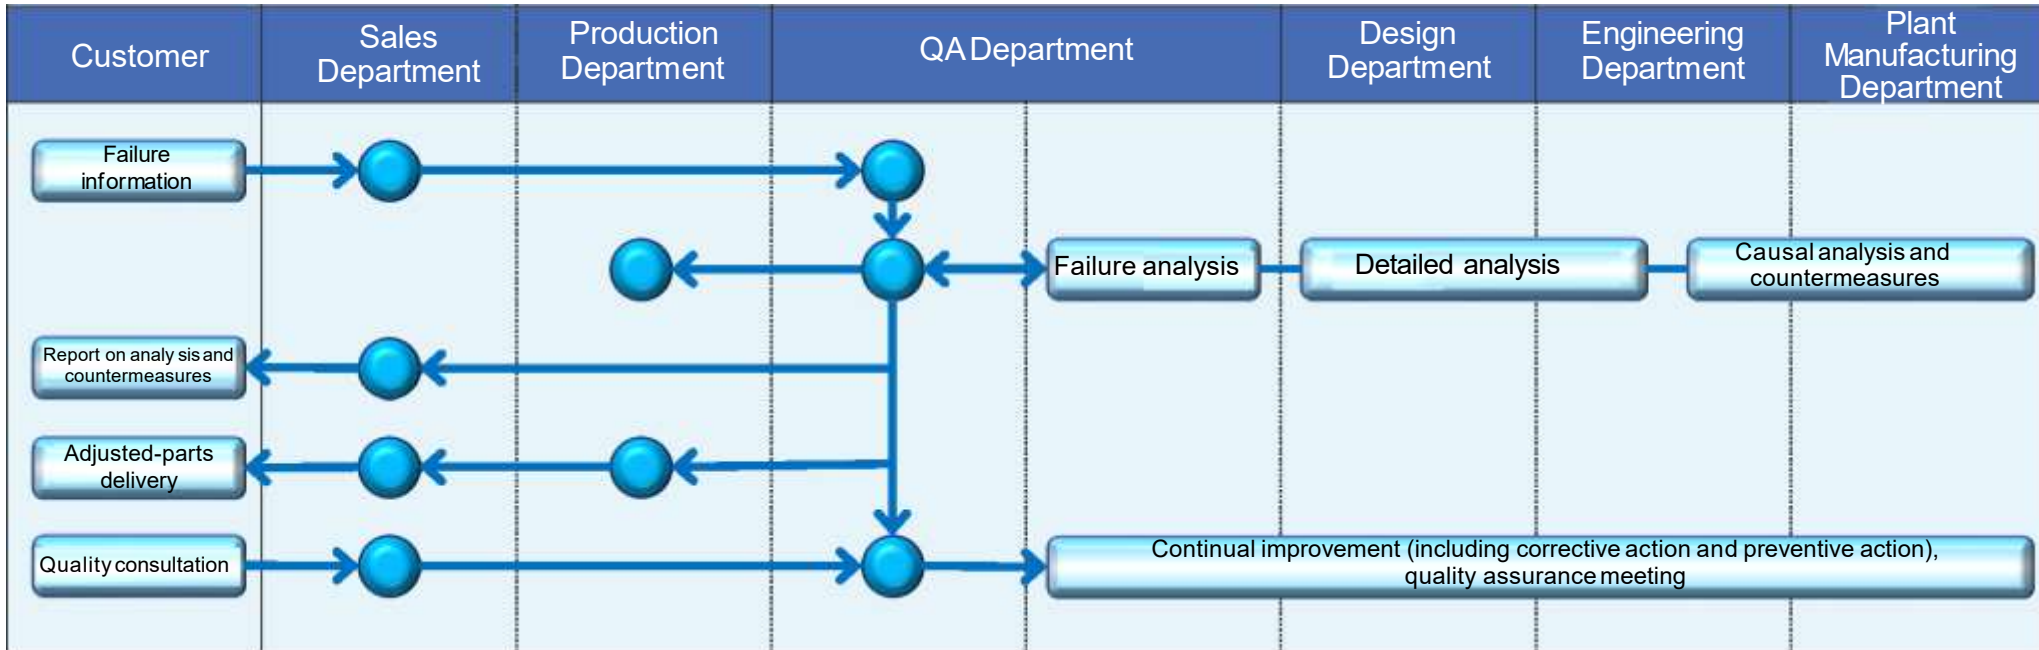 Customer
Sales
Department
Production
Department
QA Department
Design
Department
Engineering
Department
Plant
Manufacturing
Department
Failure
information
Failure analysis
Detailed analysis
Causal analysis and
countermeasures
Report on analysis and
countermeasures
Adjusted-parts
delivery
Quality consultation
Continual improvement (including corrective action and preventive action),
quality assurance meeting